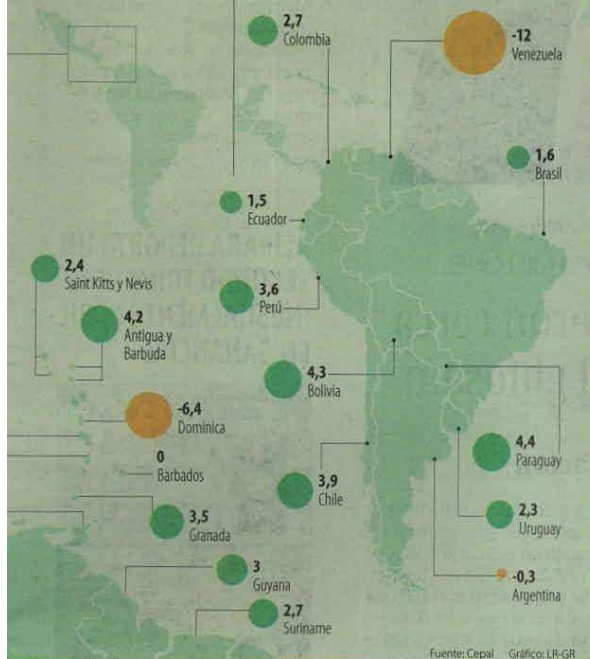 2,7
Colombia
-12
Venezuela
1,6
Brasil
1,5
Ecuador
2,4
Saint Kitts y Nevis
3,6
Perú
4,2
Antigua y
Barbuda
4,3
Bolivia
-6,4
Dominica
4,4
Paraguay
0
Barbados
3,9
Chile
3,5
Granada
2,3
Uruguay
3
Guyana
-0,3
Argentina
2,7
Suriname
Fuente: Cepal Gráfico: LR-GR